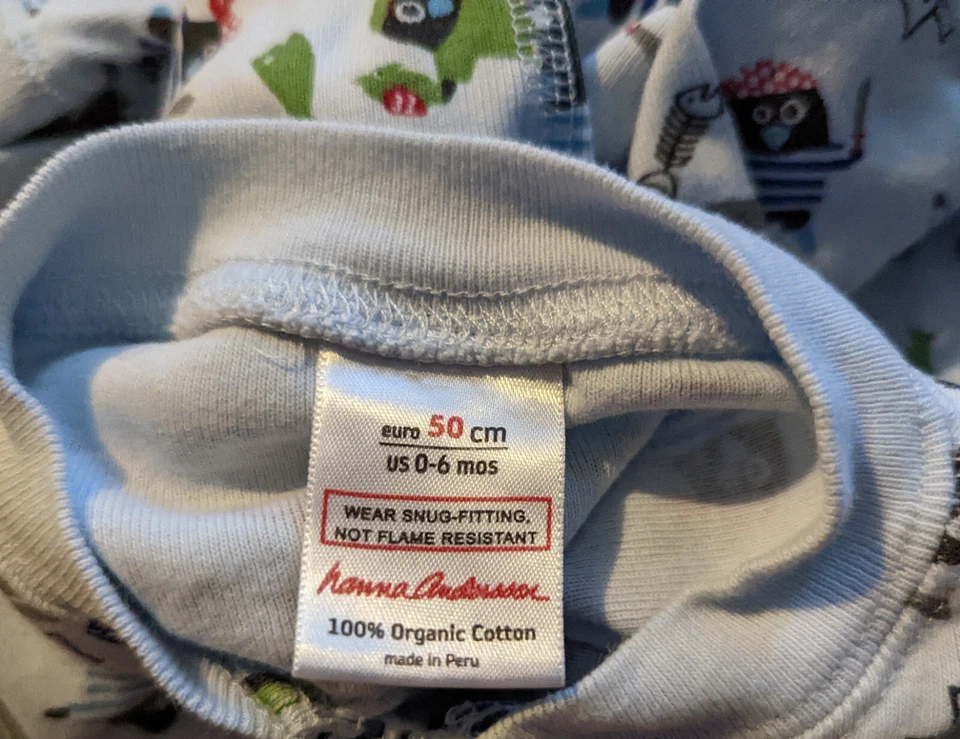 euro 50 cm
US 0-6 mos
WEAR SNUG-FITTING,
NOT FLAME RESISTANT
hanna andersson
100% Organic Cotton
made in Peru